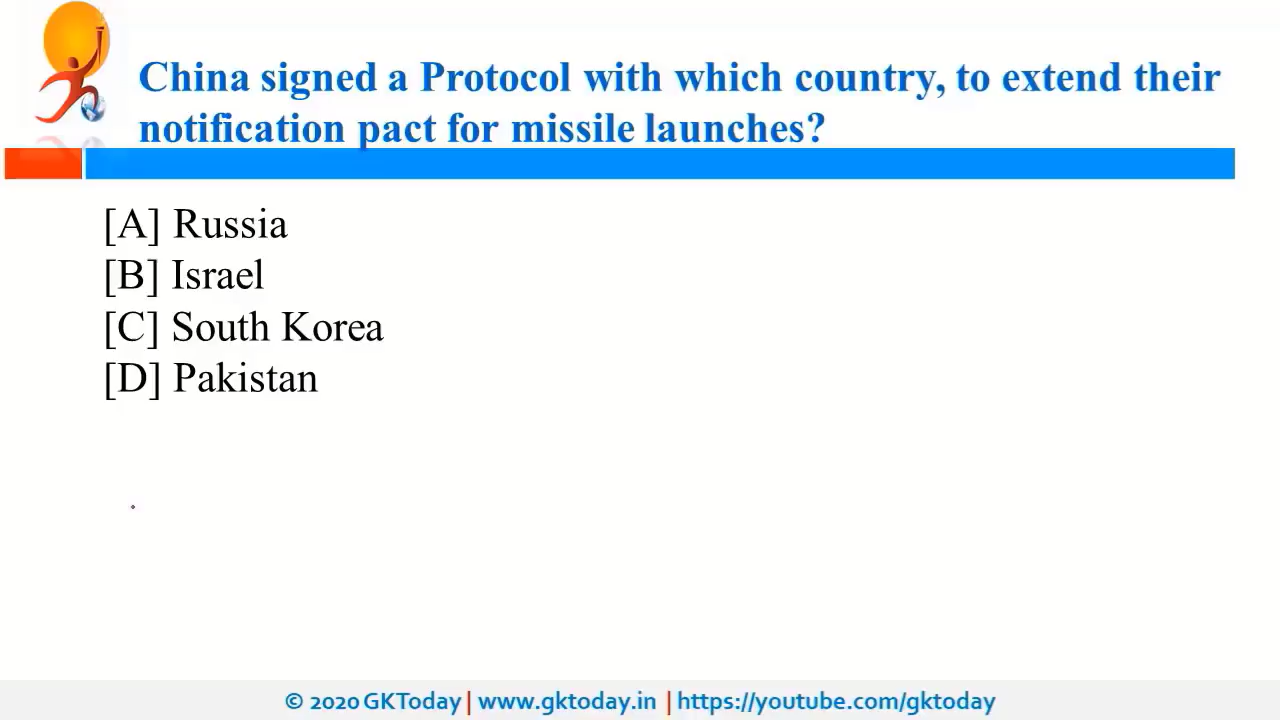 China signed a Protocol with which country, to extend their
notification pact for missile launches?
[A] Russia
[B] Israel
[C] South Korea
[D] Pakistan
© 2020 GKToday | www.gktoday.in | https://youtube.com/gktoday